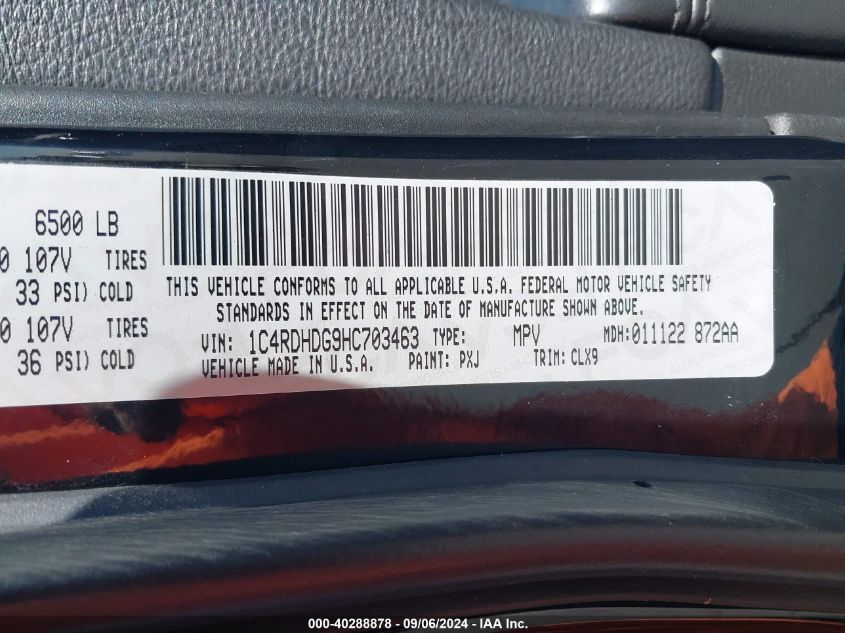 6500 LB
0 107V TIRES
33 PSI) COLD
0 107V TIRES
36 PSI) COLD
THIS VEHICLE CONFORMS TO ALL APPLICABLE U.S.A. FEDERAL MOTOR VEHICLE SAFETY
STANDARDS IN EFFECT ON THE DATE OF MANUFACTURE SHOWN ABOVE.
VIN: 1C4RDHDG9HC703463 TYPE: MPV MDH:011122 872AA
VEHICLE MADE IN U.S.A. PAINT: PXJ TRIM: CLX9
000-40288878 - 09/06/2024 - IAA Inc.